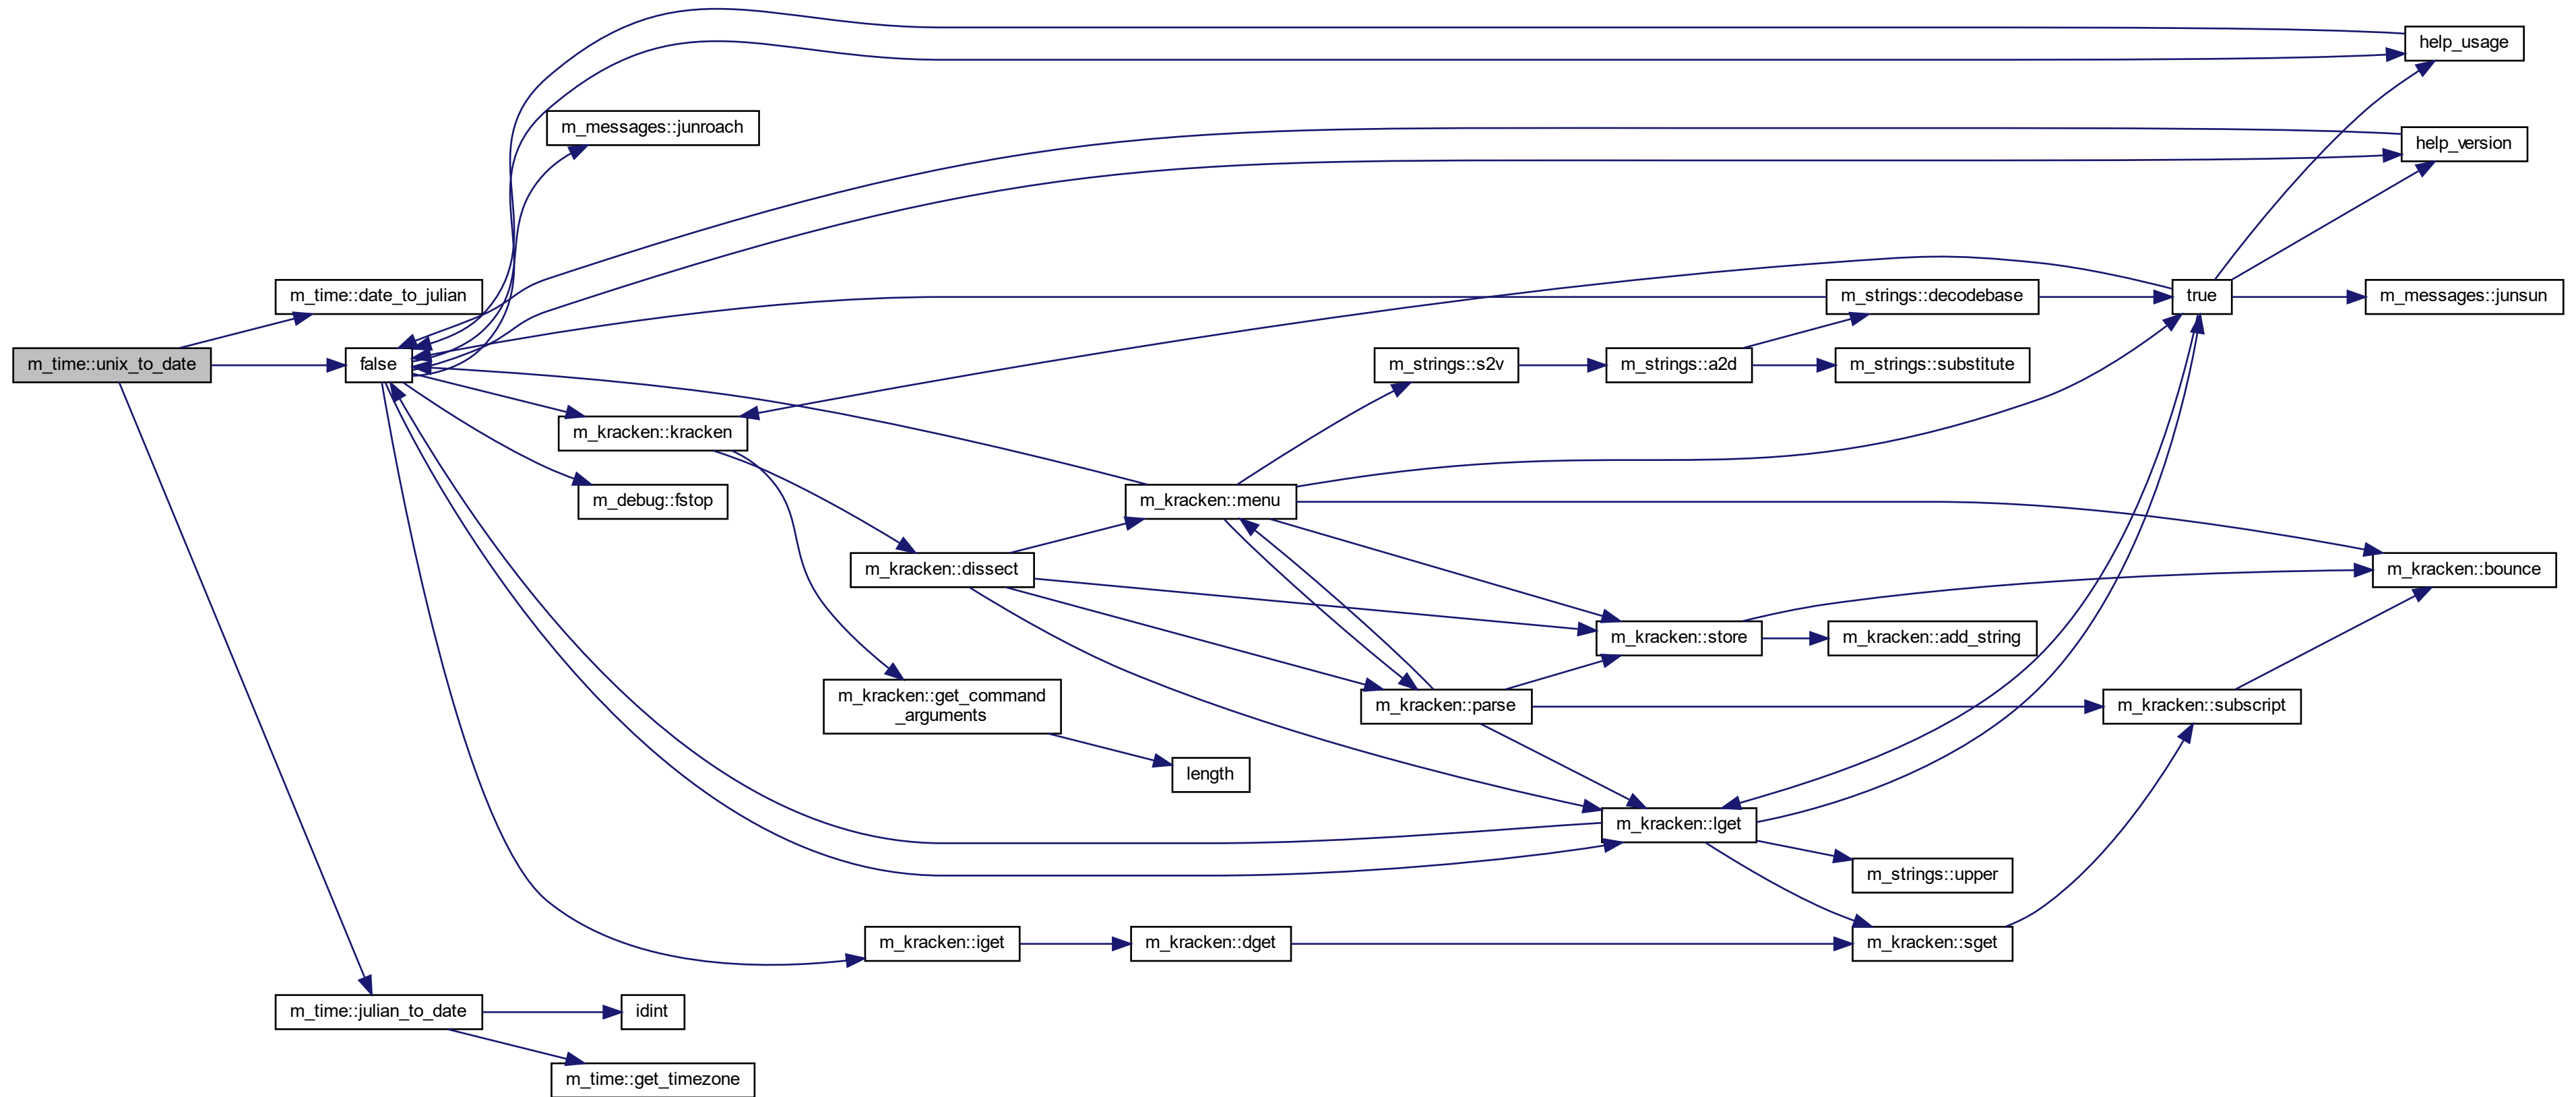 help_usage
m_messages::junroach
help_version
m_time::date_to_julian
m_strings::decodebase
true
m_messages::junsun
m_time::unix_to_date
false
m_strings::s2v
m_strings::a2d
m_strings::substitute
m_kracken::kracken
m_debug::fstop
m_kracken::menu
m_kracken::dissect
m_kracken::bounce
m_kracken::store
m_kracken::add_string
m_kracken::get_command
_arguments
m_kracken::parse
m_kracken::subscript
length
m_kracken::lget
m_strings::upper
m_kracken::iget
m_kracken::dget
m_kracken::sget
m_time::julian_to_date
idint
m_time::get_timezone